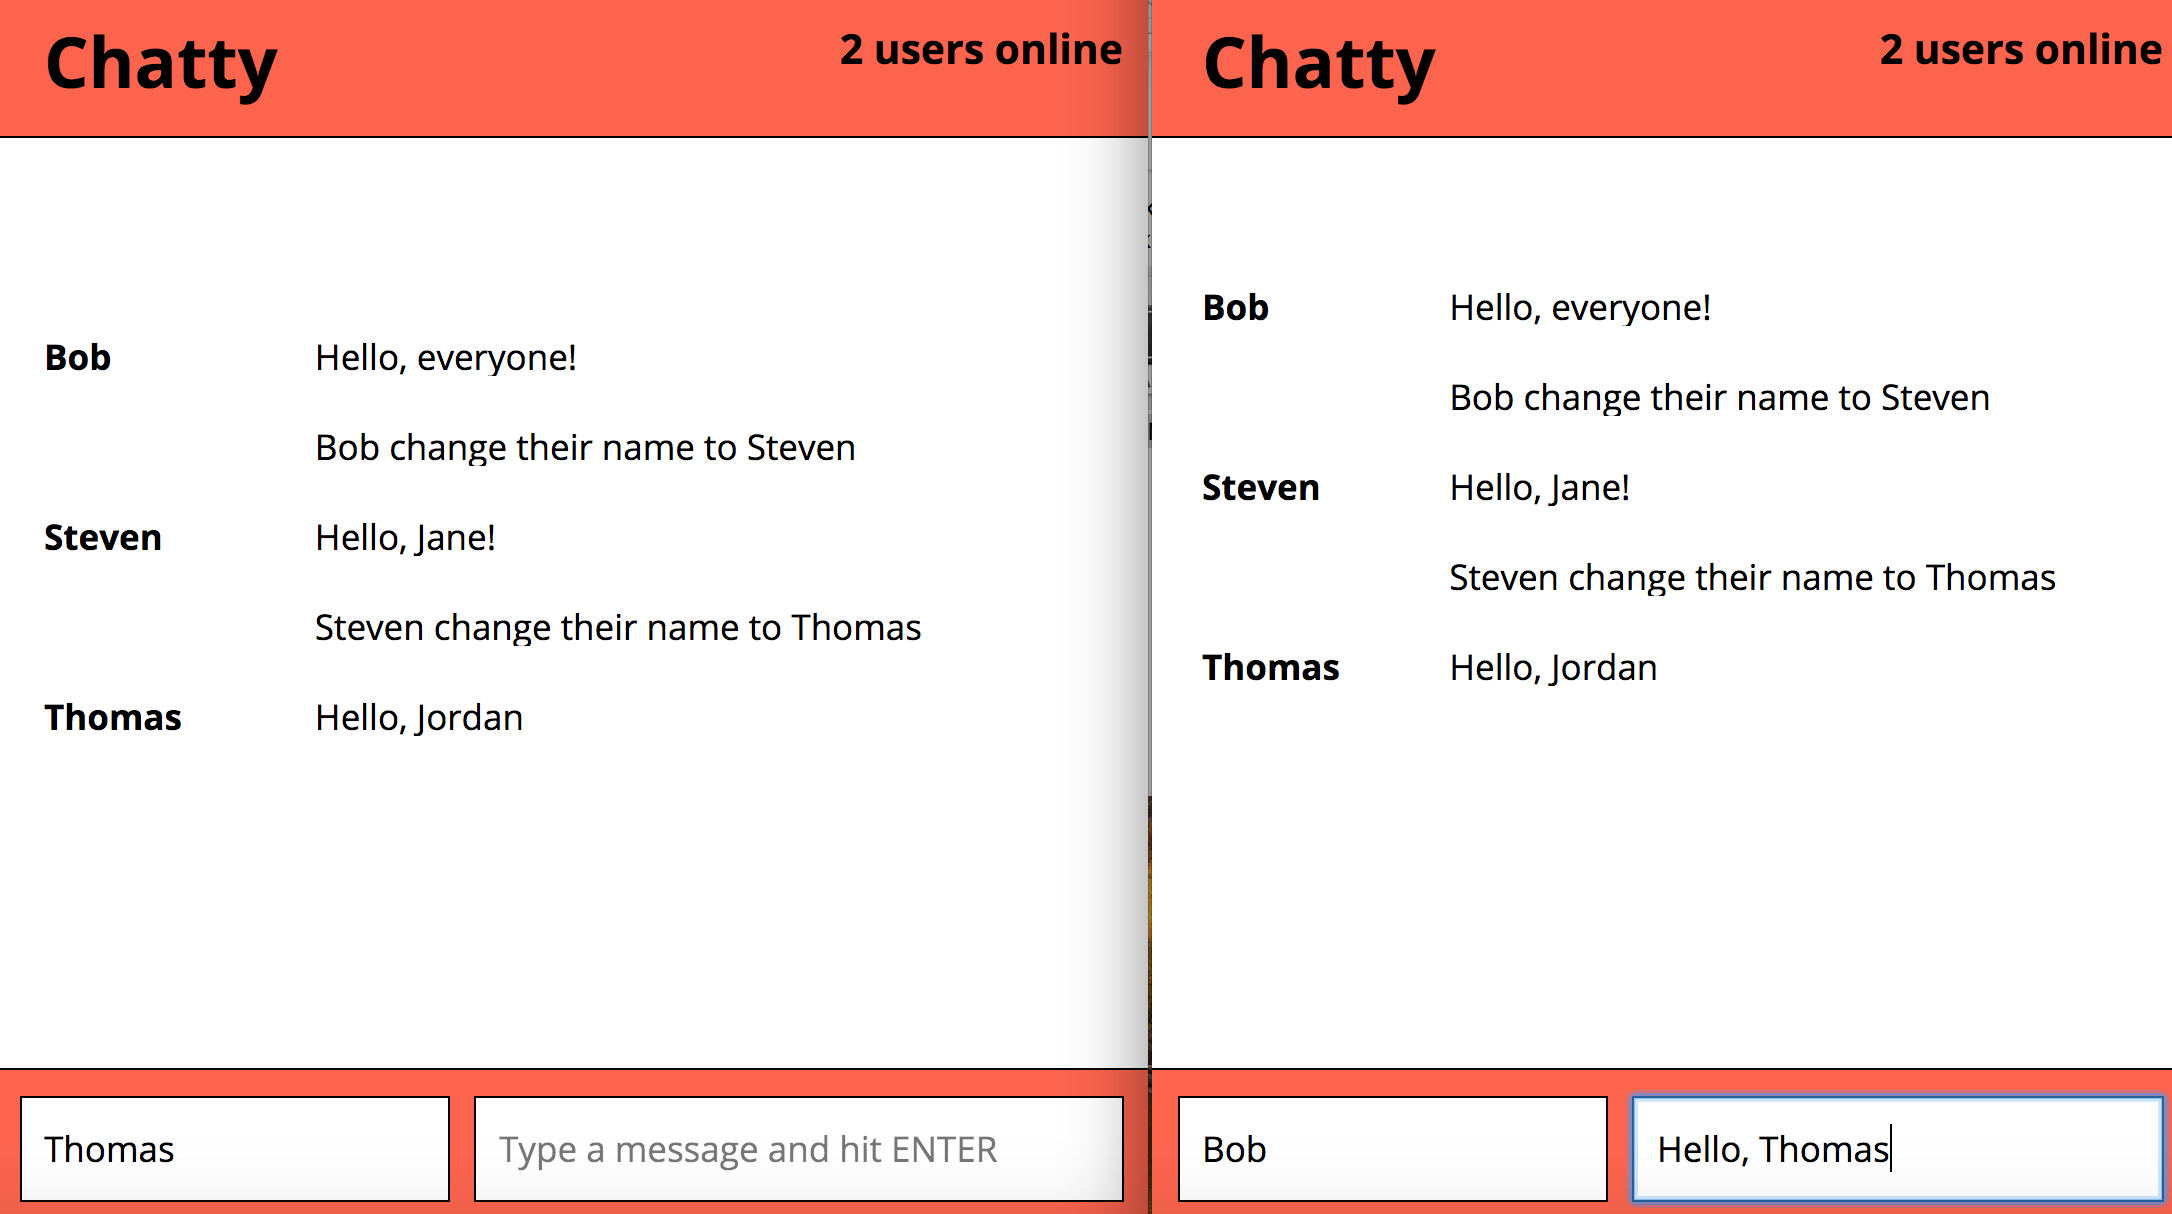 Chatty
2 users online
Bob Hello, everyone!
Bob change their name to Steven
Steven Hello, Jane!
Steven change their name to Thomas
Thomas Hello, Jordan
Thomas
Type a message and hit ENTER
Chatty
2 users online
Bob Hello, everyone!
Bob change their name to Steven
Steven Hello, Jane!
Steven change their name to Thomas
Thomas Hello, Jordan
Bob
Hello, Thomas